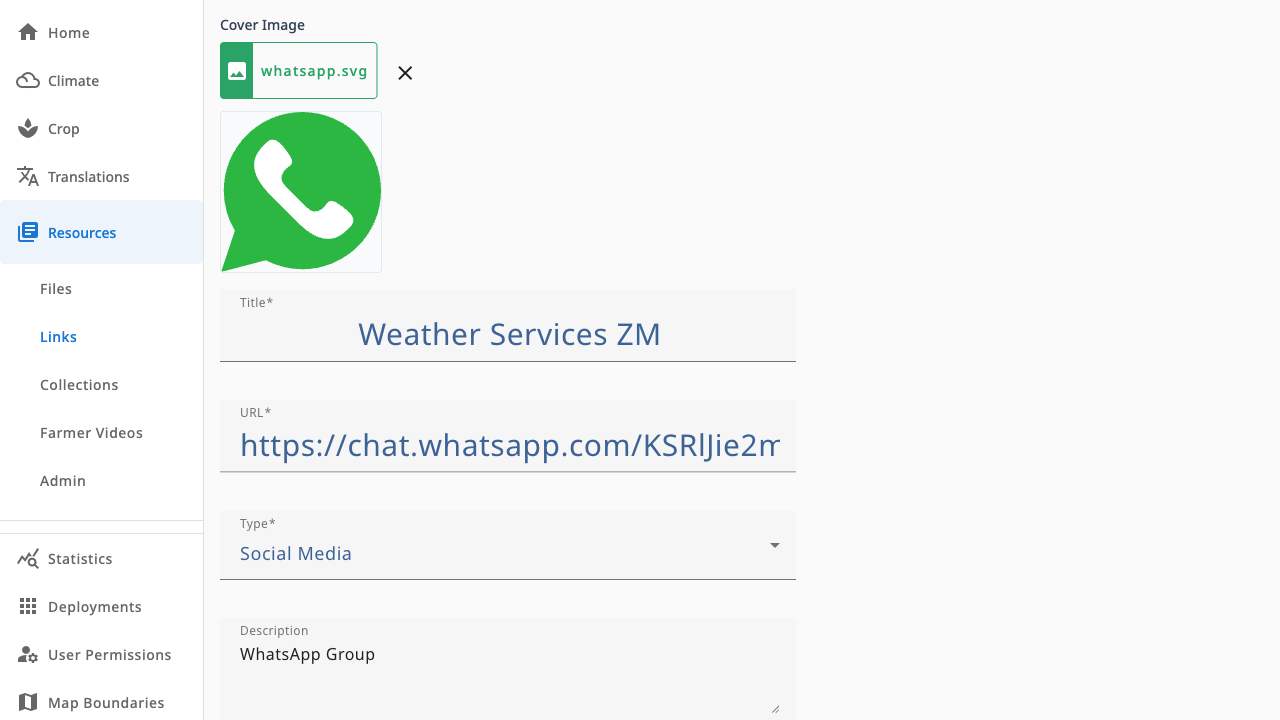 Home
Climate
Crop
Translations
Resources
Files
Links
Collections
Farmer Videos
Admin
Statistics
Deployments
User Permissions
Map Boundaries
Cover Image
whatsapp.svg
Title*
Weather Services ZM
URL*
https://chat.whatsapp.com/KSRlJie2m
Type*
Social Media
Description
WhatsApp Group